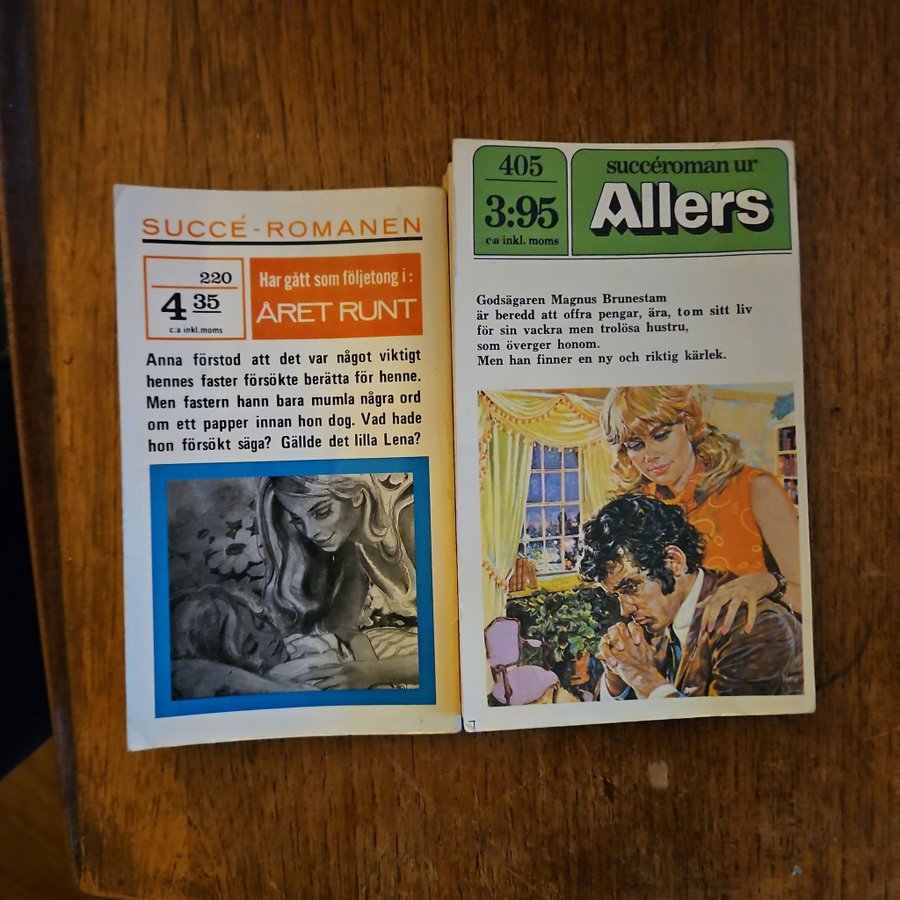 SUCCÉ-ROMANEN
220
4 35
c:a inkl.moms
Har gått som följetong i:
ÅRET RUNT
Anna förstod att det var något viktigt
hennes faster försökte berätta för henne.
Men fastern hann bara mumla några ord
om ett papper innan hon dog. Vad hade
hon försökt säga? Gällde det lilla Lena?
405
3:95
c:a inkl. moms
succéroman ur
Allers
Godsägaren Magnus Brunestam
är beredd att offra pengar, ära, tom sitt liv
för sin vackra men trolösa hustru,
som överger honom.
Men han finner en ny och riktig kärlek.